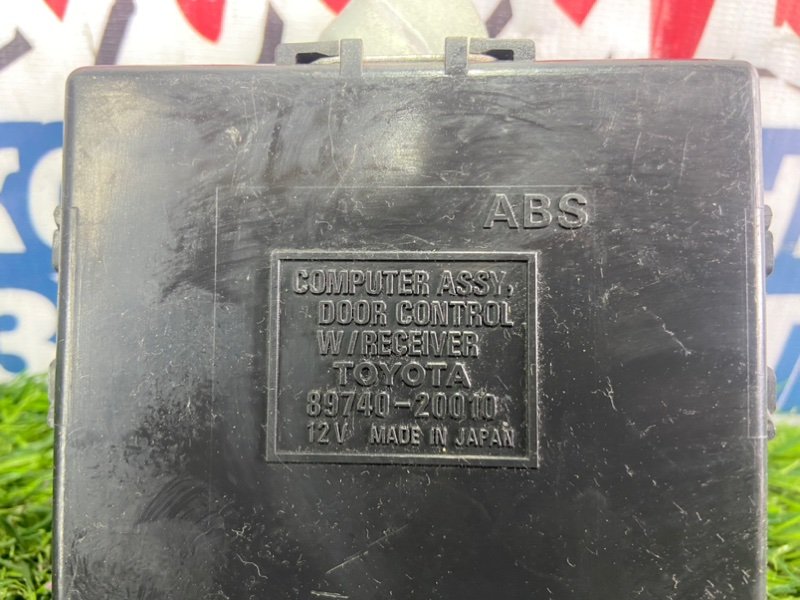 ABS
COMPUTER ASSY,
DOOR CONTROL
W/RECEIVER
TOYOTA
89740-20010
12V MADE IN JAPAN